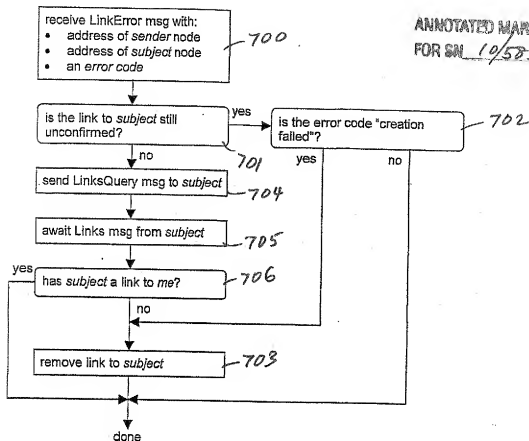 receive LinkError msg with:
• address of sender node
• address of subject node
• an error code
700
ANNOTATED
FOR SN 10/58
is the link to subject still
unconfirmed?
701
yes
no
is the error code "creation
failed"?
702
yes
no
send LinksQuery msg to subject
704
await Links msg from subject
705
has subject a link to me?
706
yes
no
remove link to subject
703
done